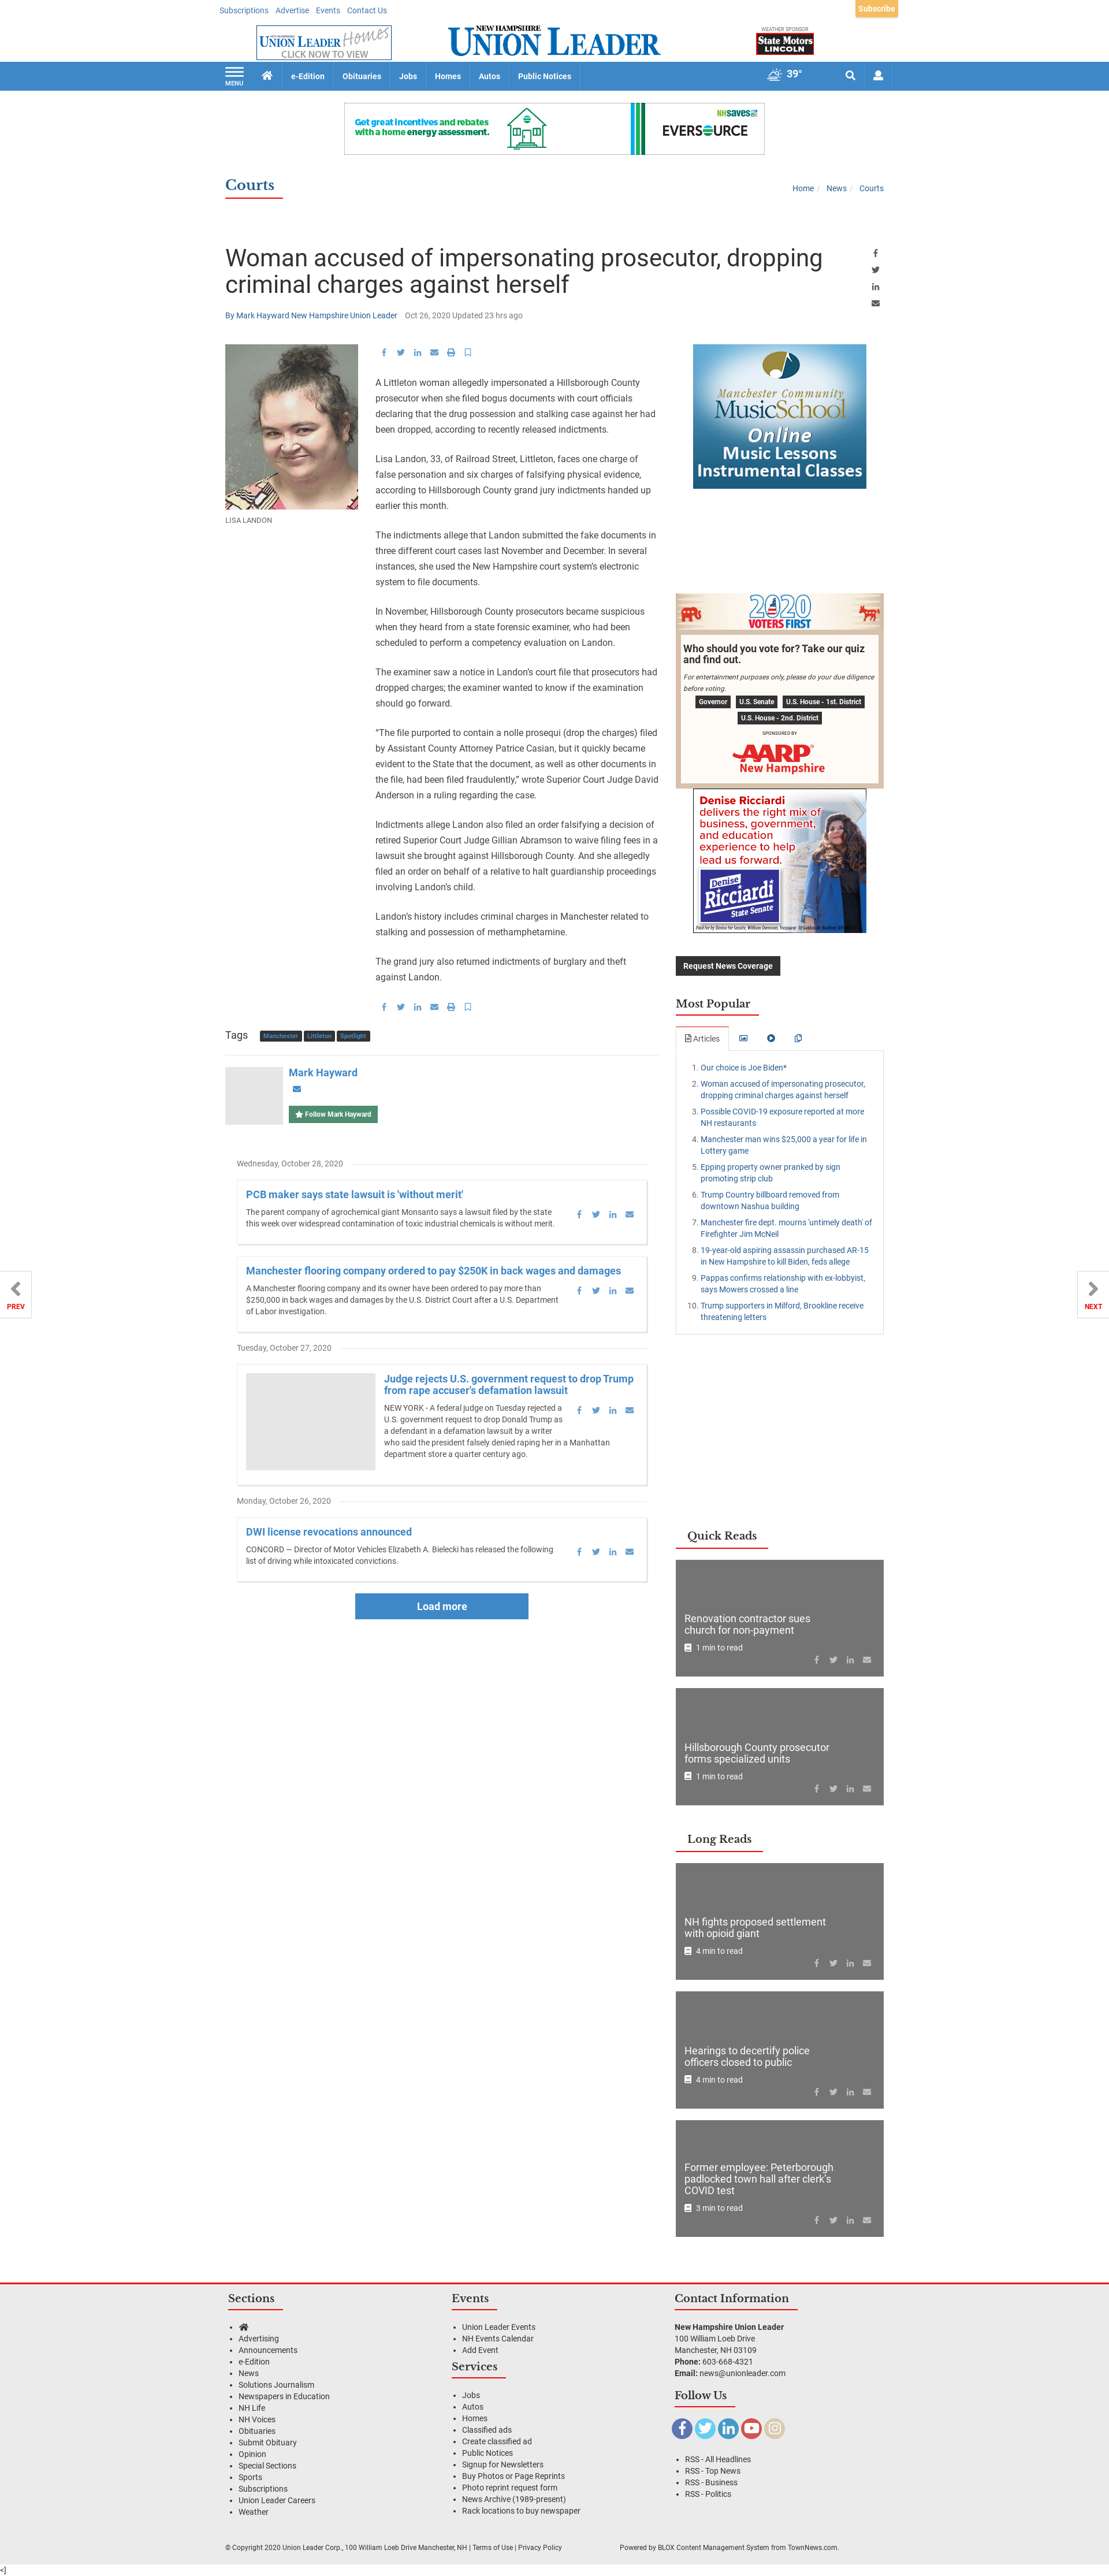 Subscriptions Advertise Events Contact Us
Subscribe
UNION LEADER Homes
CLICK NOW TO VIEW
NEW HAMPSHIRE
UNION LEADER
WEATHER SPONSOR
State Motors
LINCOLN
MENU
e-Edition Obituaries Jobs Homes Autos Public Notices
39°
Get great incentives and rebates
with a home energy assessment.
NHsaves
EVERSOURCE
Courts
Home / News / Courts
Woman accused of impersonating prosecutor, dropping
criminal charges against herself
By Mark Hayward New Hampshire Union Leader Oct 26, 2020 Updated 23 hrs ago
LISA LANDON
A Littleton woman allegedly impersonated a Hillsborough County
prosecutor when she filed bogus documents with court officials
declaring that the drug possession and stalking case against her had
been dropped, according to recently released indictments.
Lisa Landon, 33, of Railroad Street, Littleton, faces one charge of
false personation and six charges of falsifying physical evidence,
according to Hillsborough County grand jury indictments handed up
earlier this month.
The indictments allege that Landon submitted the fake documents in
three different court cases last November and December. In several
instances, she used the New Hampshire court system's electronic
system to file documents.
In November, Hillsborough County prosecutors became suspicious
when they heard from a state forensic examiner, who had been
scheduled to perform a competency evaluation on Landon.
The examiner saw a notice in Landon's court file that prosecutors had
dropped charges; the examiner wanted to know if the examination
should go forward.
"The file purported to contain a nolle prosequi (drop the charges) filed
by Assistant County Attorney Patrice Casian, but it quickly became
evident to the State that the document, as well as other documents in
the file, had been filed fraudulently," wrote Superior Court Judge David
Anderson in a ruling regarding the case.
Indictments allege Landon also filed an order falsifying a decision of
retired Superior Court Judge Gillian Abramson to waive filing fees in a
lawsuit she brought against Hillsborough County. And she allegedly
filed an order on behalf of a relative to halt guardianship proceedings
involving Landon's child.
Landon's history includes criminal charges in Manchester related to
stalking and possession of methamphetamine.
The grand jury also returned indictments of burglary and theft
against Landon.
Tags Manchester Littleton Spotlight
Mark Hayward
Follow Mark Hayward
Wednesday, October 28, 2020
PCB maker says state lawsuit is 'without merit'
The parent company of agrochemical giant Monsanto says a lawsuit filed by the state
this week over widespread contamination of toxic industrial chemicals is without merit.
Manchester flooring company ordered to pay $250K in back wages and damages
A Manchester flooring company and its owner have been ordered to pay more than
$250,000 in back wages and damages by the U.S. District Court after a U.S. Department
of Labor investigation.
Tuesday, October 27, 2020
Judge rejects U.S. government request to drop Trump
from rape accuser's defamation lawsuit
NEW YORK - A federal judge on Tuesday rejected a
U.S. government request to drop Donald Trump as
a defendant in a defamation lawsuit by a writer
who said the president falsely denied raping her in a Manhattan
department store a quarter century ago.
Monday, October 26, 2020
DWI license revocations announced
CONCORD — Director of Motor Vehicles Elizabeth A. Bielecki has released the following
list of driving while intoxicated convictions.
Load more
PREV
NEXT
Manchester Community
Music School
Online
Music Lessons
Instrumental Classes
2020
VOTERS FIRST
Who should you vote for? Take our quiz
and find out.
For entertainment purposes only, please do your due diligence
before voting.
Governor U.S. Senate U.S. House - 1st. District
U.S. House - 2nd. District
SPONSORED BY
AARP
New Hampshire
Denise Ricciardi
delivers the right mix of
business, government,
and education
experience to help
lead us forward.
Denise
Ricciardi
State Senate
Request News Coverage
Most Popular
Articles
1. Our choice is Joe Biden*
2. Woman accused of impersonating prosecutor,
dropping criminal charges against herself
3. Possible COVID-19 exposure reported at more
NH restaurants
4. Manchester man wins $25,000 a year for life in
Lottery game
5. Epping property owner pranked by sign
promoting strip club
6. Trump Country billboard removed from
downtown Nashua building
7. Manchester fire dept. mourns 'untimely death' of
Firefighter Jim McNeil
8. 19-year-old aspiring assassin purchased AR-15
in New Hampshire to kill Biden, feds allege
9. Pappas confirms relationship with ex-lobbyist,
says Mowers crossed a line
10. Trump supporters in Milford, Brookline receive
threatening letters
Quick Reads
Renovation contractor sues
church for non-payment
1 min to read
Hillsborough County prosecutor
forms specialized units
1 min to read
Long Reads
NH fights proposed settlement
with opioid giant
4 min to read
Hearings to decertify police
officers closed to public
4 min to read
Former employee: Peterborough
padlocked town hall after clerk's
COVID test
3 min to read
Sections
Advertising
Announcements
e-Edition
News
Solutions Journalism
Newspapers in Education
NH Life
NH Voices
Obituaries
Submit Obituary
Opinion
Special Sections
Sports
Subscriptions
Union Leader Careers
Weather
Events
Union Leader Events
NH Events Calendar
Add Event
Services
Jobs
Autos
Homes
Classified ads
Create classified ad
Public Notices
Signup for Newsletters
Buy Photos or Page Reprints
Photo reprint request form
News Archive (1989-present)
Rack locations to buy newspaper
Contact Information
New Hampshire Union Leader
100 William Loeb Drive
Manchester, NH 03109
Phone: 603-668-4321
Email: news@unionleader.com
Follow Us
RSS - All Headlines
RSS - Top News
RSS - Business
RSS - Politics
© Copyright 2020 Union Leader Corp., 100 William Loeb Drive Manchester, NH | Terms of Use | Privacy Policy
Powered by BLOX Content Management System from TownNews.com.
<]